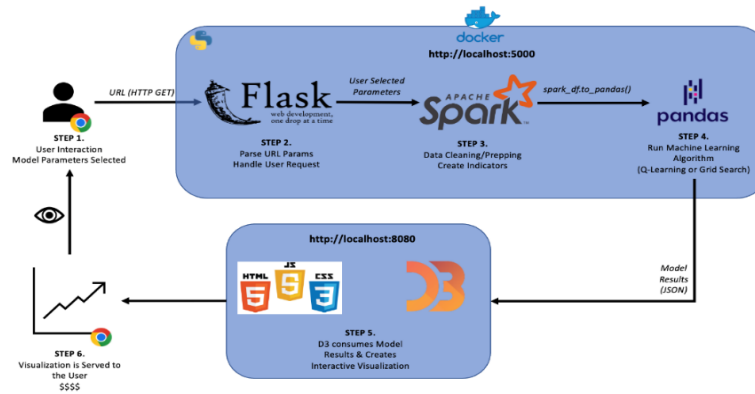 docker
http://localhost:5000
URL (HTTP GET)
Flask
web development,
one drop at a time
User Selected
Parameters
APACHE
Spark
spark_df.to_pandas()
pandas
STEP 1.
User Interaction
Model Parameters Selected
STEP 2.
Parse URL Params
Handle User Request
STEP 3.
Data Cleaning/Prepping
Create Indicators
STEP 4.
Run Machine Learning
Algorithm
(Q-Learning or Grid Search)
http://localhost:8080
HTML
5
JS
5
CSS
3
D3
Model
Results
(JSON)
STEP 5.
D3 consumes Model
Results & Creates
Interactive Visualization
STEP 6.
Visualization is Served to
the User
$$$$